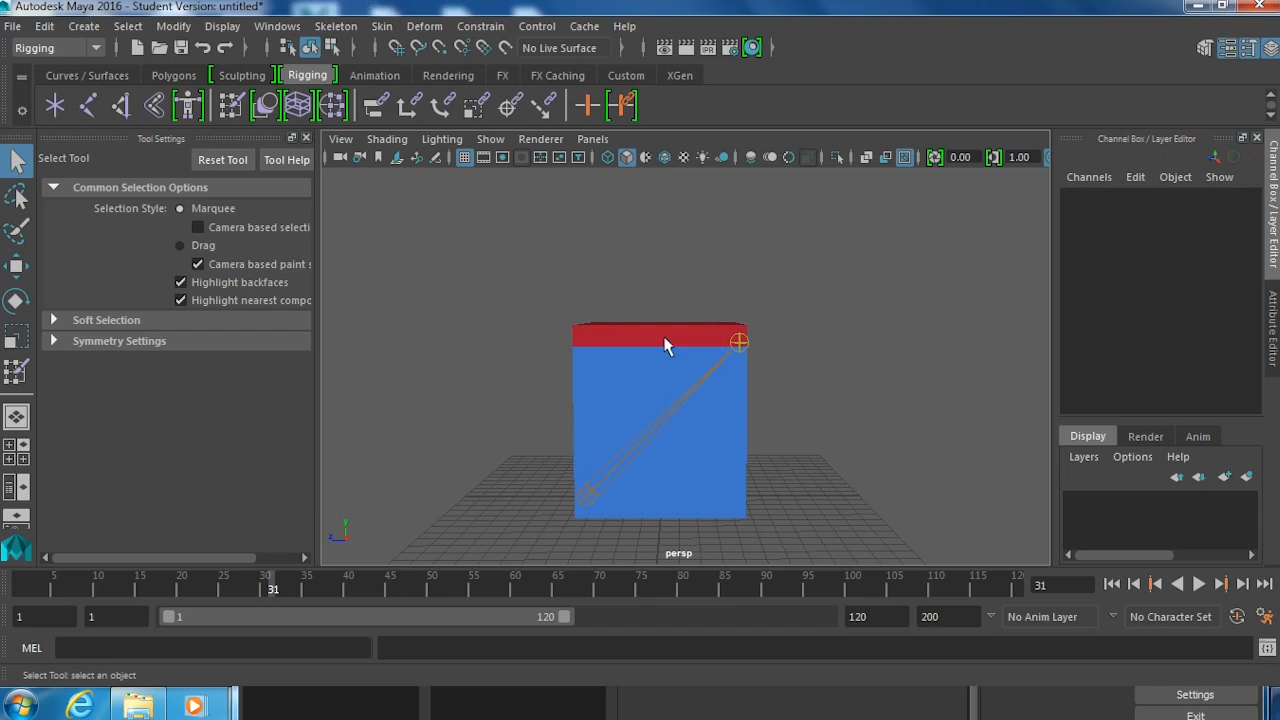 Autodesk Maya 2016 - Student Version: untitled*
File Edit Create Select Modify Display Windows Skeleton Skin Deform Constrain Control Cache Help
Rigging No Live Surface
Curves / Surfaces Polygons Sculpting Rigging Animation Rendering FX FX Caching Custom XGen
Tool Settings
Select Tool Reset Tool Tool Help
Common Selection Options
Selection Style: Marquee
Camera based selecti
Drag
Camera based paint s
Highlight backfaces
Highlight nearest compo
Soft Selection
Symmetry Settings
View Shading Lighting Show Renderer Panels
0.00 1.00
persp
y
z
Channel Box / Layer Editor
Channels Edit Object Show
Channel Box / Layer Editor
Attribute Editor
Display Render Anim
Layers Options Help
5 10 15 20 25 30 35 40 45 50 55 60 65 70 75 80 85 90 95 100 105 110 115 12
31 31
1 1 1 120 120 200 No Anim Layer No Character Set
MEL
Select Tool: select an object
Settings
Exit